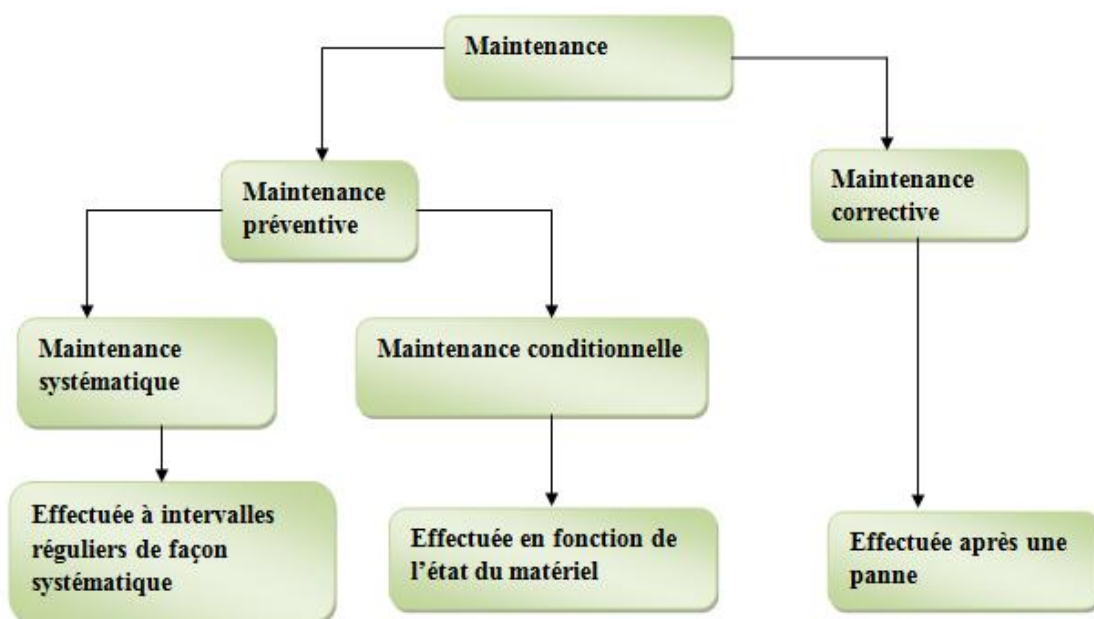 Maintenance
Maintenance
préventive
Maintenance
corrective
Maintenance
systématique
Maintenance conditionnelle
Effectuée à intervalles
réguliers de façon
systématique
Effectuée en fonction de
l'état du matériel
Effectuée après une
panne